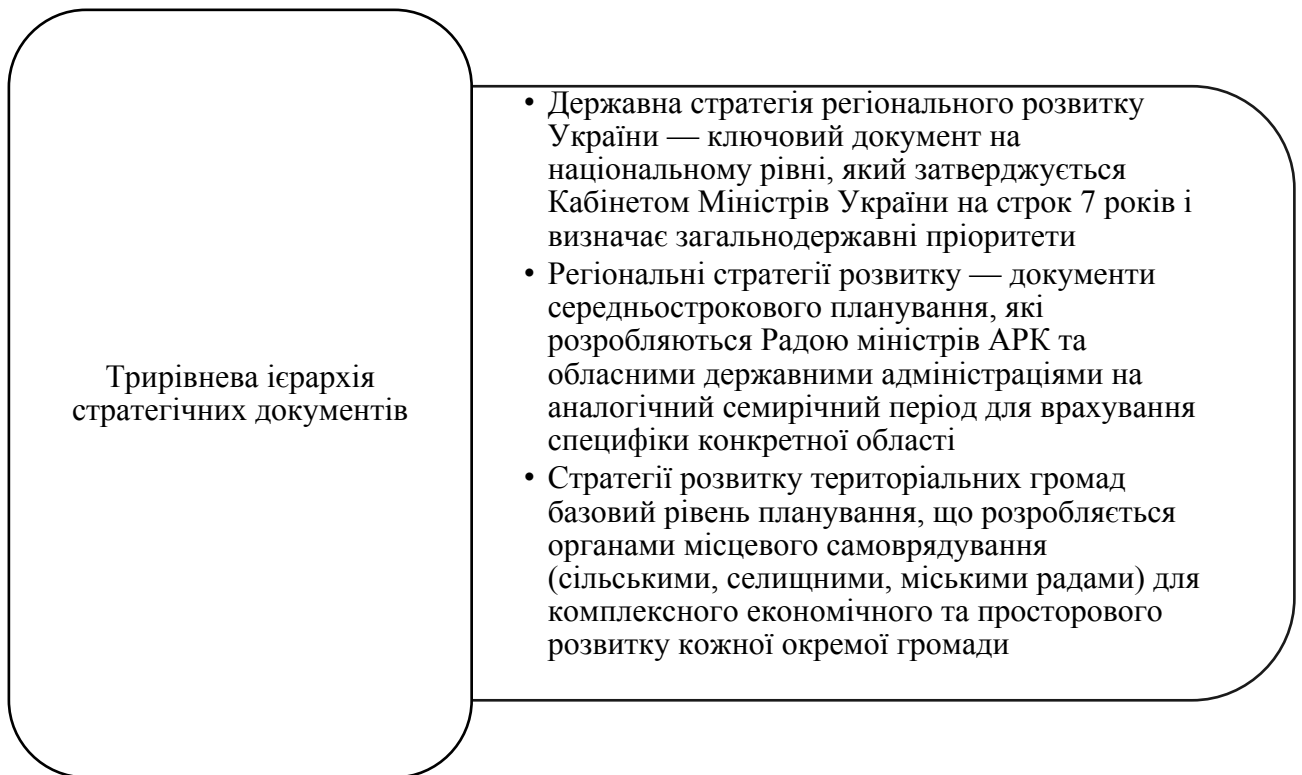 Трирівнева ієрархія
стратегічних документів
• Державна стратегія регіонального розвитку
України — ключовий документ на
національному рівні, який затверджується
Кабінетом Міністрів України на строк 7 років і
визначає загальнодержавні пріоритети
• Регіональні стратегії розвитку — документи
середньострокового планування, які
розробляються Радою міністрів АРК та
обласними державними адміністраціями на
аналогічний семирічний період для врахування
специфіки конкретної області
• Стратегії розвитку територіальних громад
базовий рівень планування, що розробляється
органами місцевого самоврядування
(сільськими, селищними, міськими радами) для
комплексного економічного та просторового
розвитку кожної окремої громади